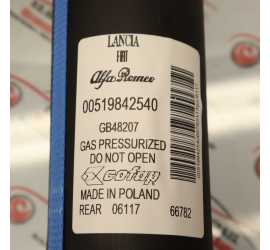 LANCIA
FIAT
Alfa Romeo
00519842540
GB48207
GAS PRESSURIZED
DO NOT OPEN
cofap
MADE IN POLAND
REAR 06117 66782